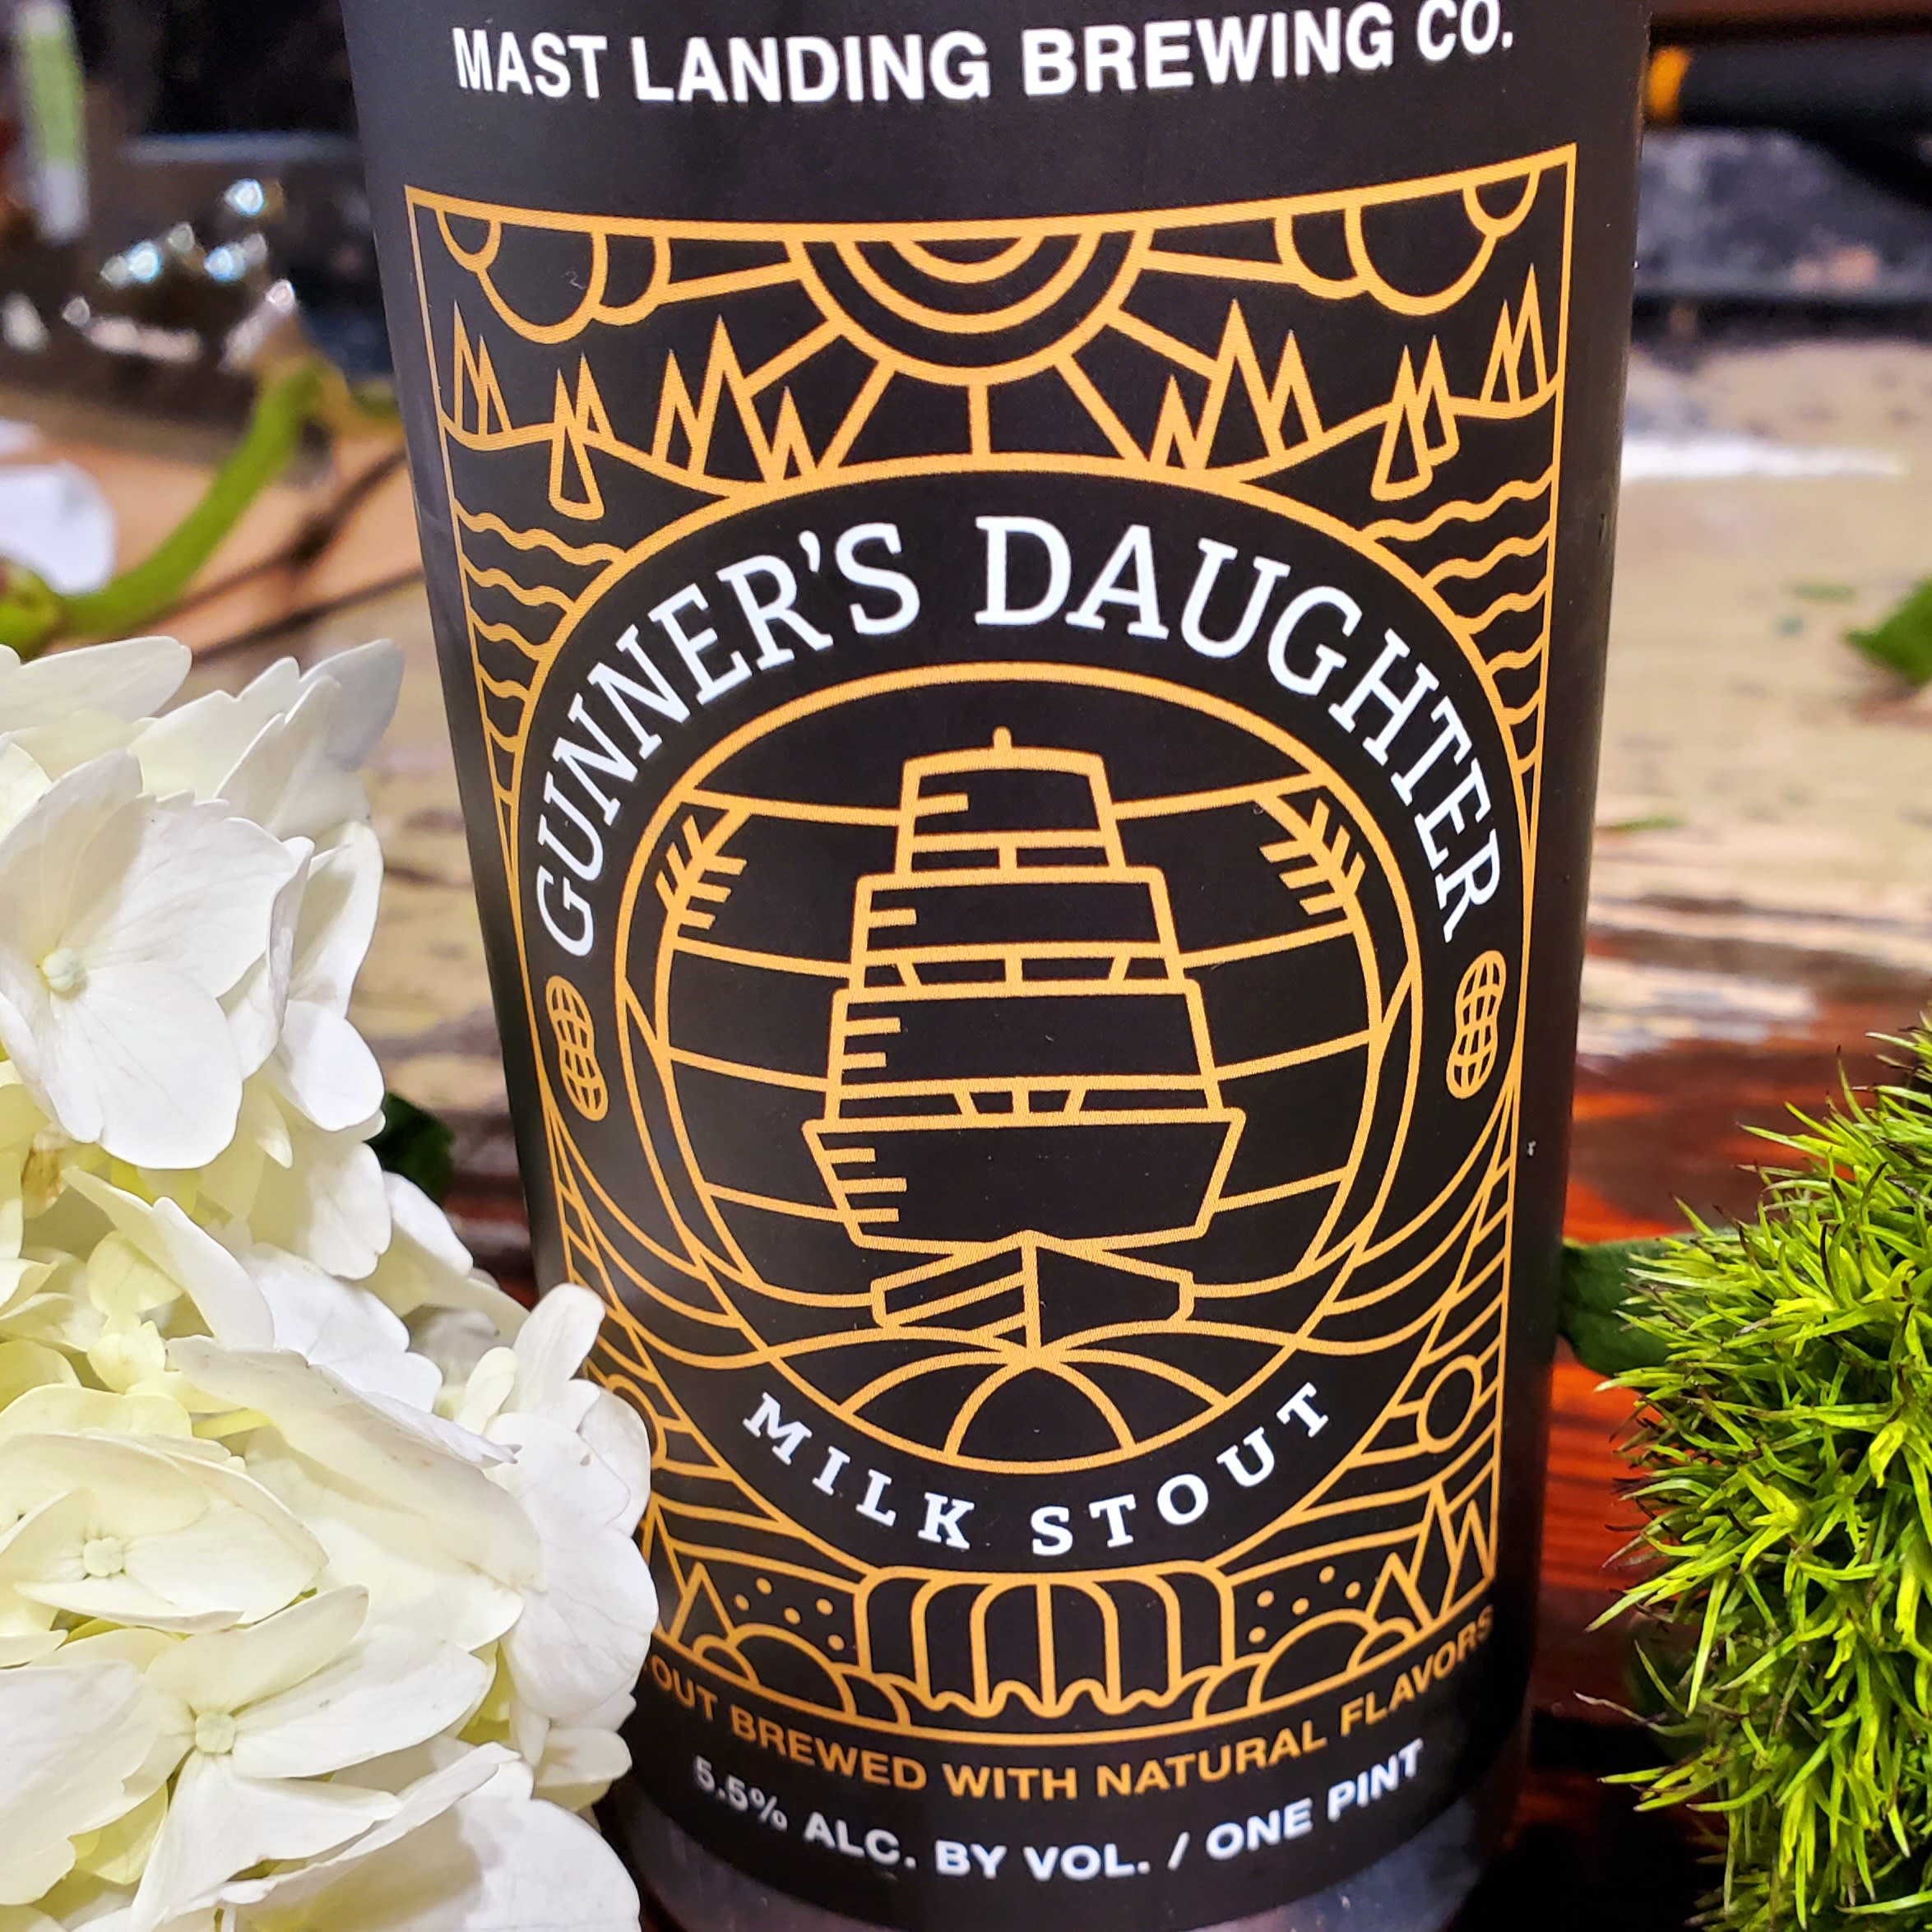 MAST LANDING BREWING CO.
GUNNER'S DAUGHTER
MILK STOUT
BREWED WITH NATURAL FLAVORS
5.5% ALC. BY VOL. / ONE PINT